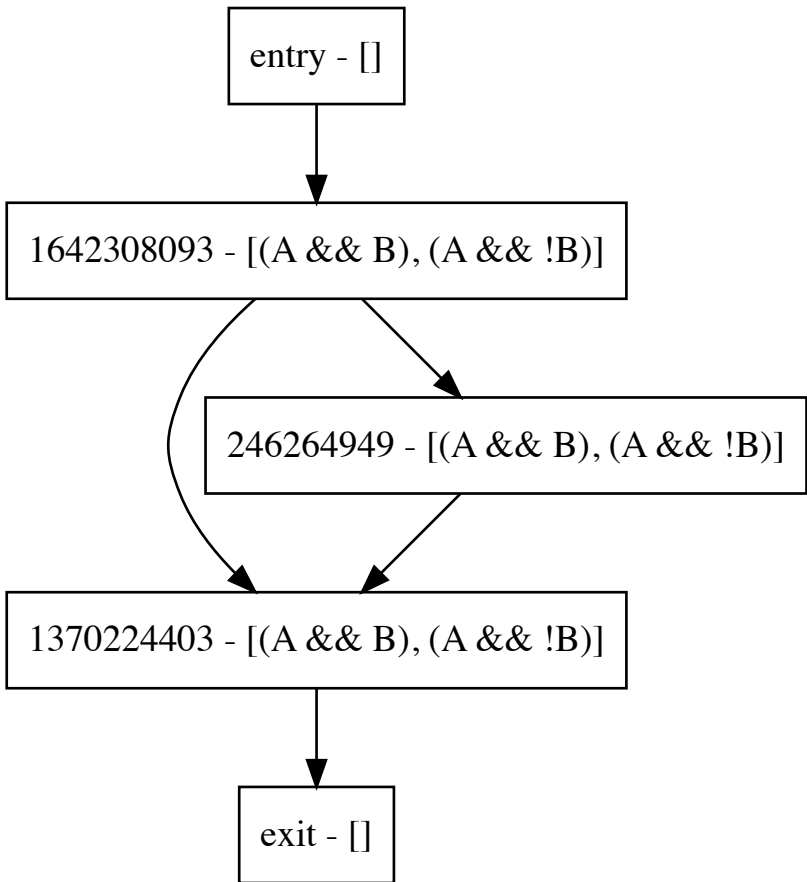 entry - []
1642308093 - [(A && B), (A && !B)]
246264949 - [(A && B), (A && !B)]
1370224403 - [(A && B), (A && !B)]
exit - []